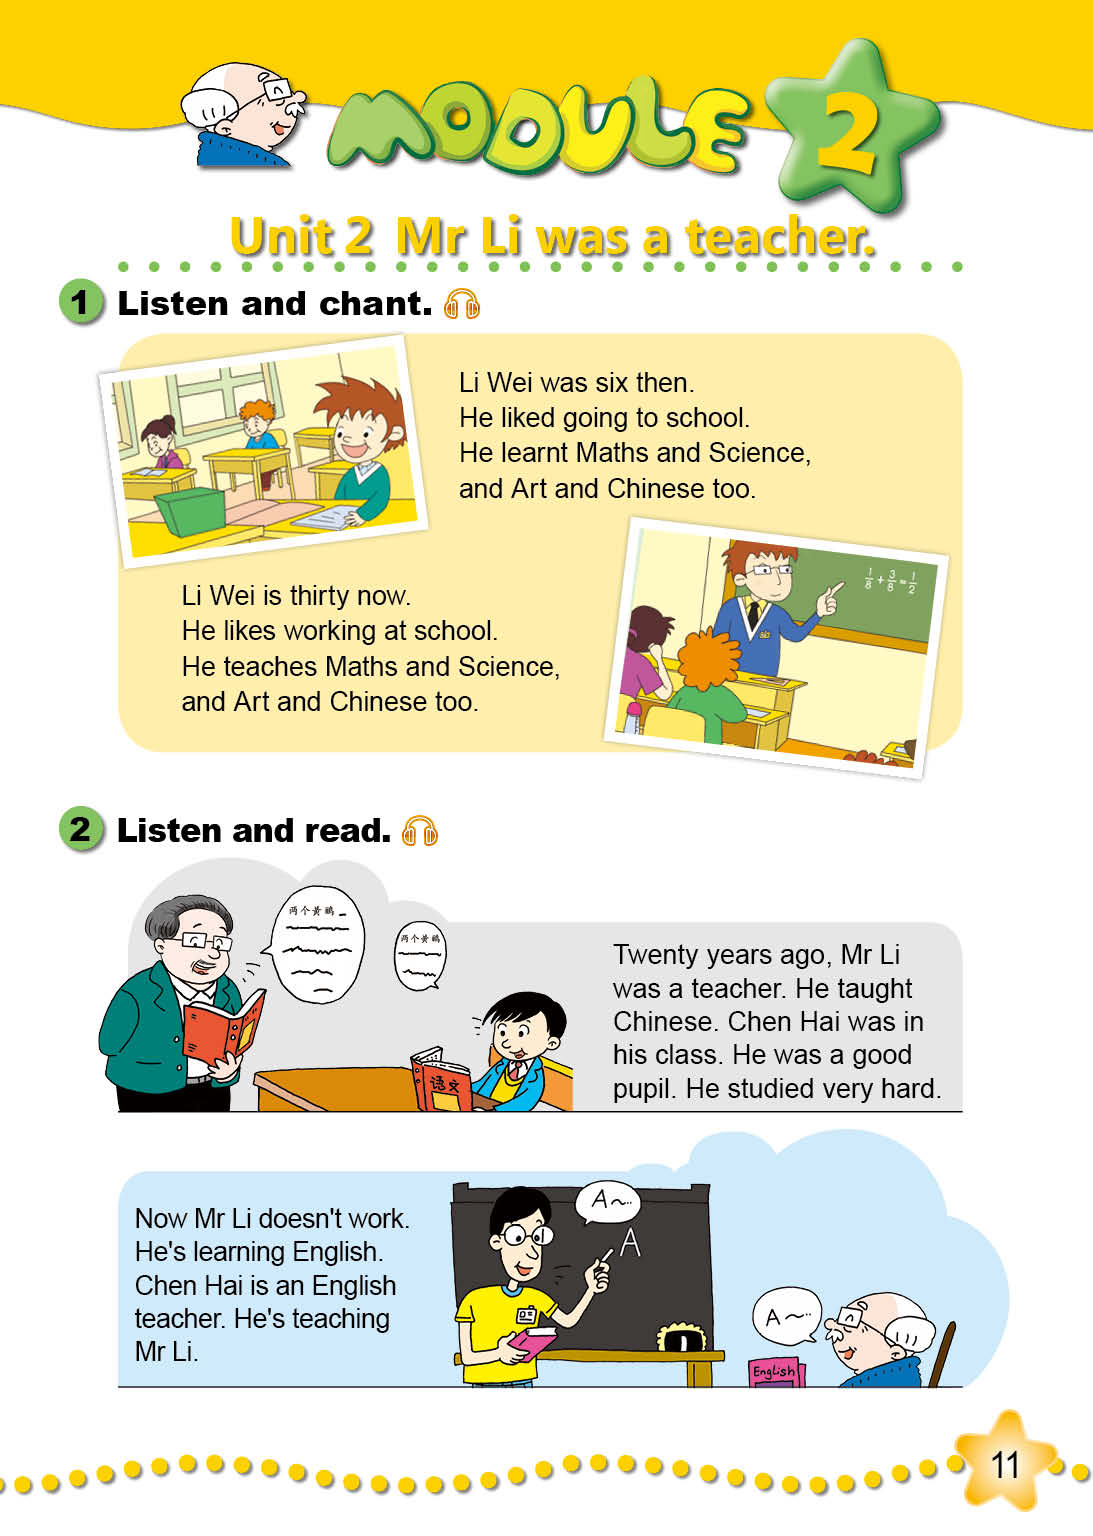 MODULE 2
Unit 2 Mr Li was a teacher.
1 Listen and chant.
Li Wei was six then.
He liked going to school.
He learnt Maths and Science,
and Art and Chinese too.
1/8 + 3/8 = 1/2
Li Wei is thirty now.
He likes working at school.
He teaches Maths and Science,
and Art and Chinese too.
2 Listen and read.
两个黄鹂
两个黄鹂
语文
Twenty years ago, Mr Li
was a teacher. He taught
Chinese. Chen Hai was in
his class. He was a good
pupil. He studied very hard.
Now Mr Li doesn't work.
He's learning English.
Chen Hai is an English
teacher. He's teaching
Mr Li.
A~··
A
A~··
English
11